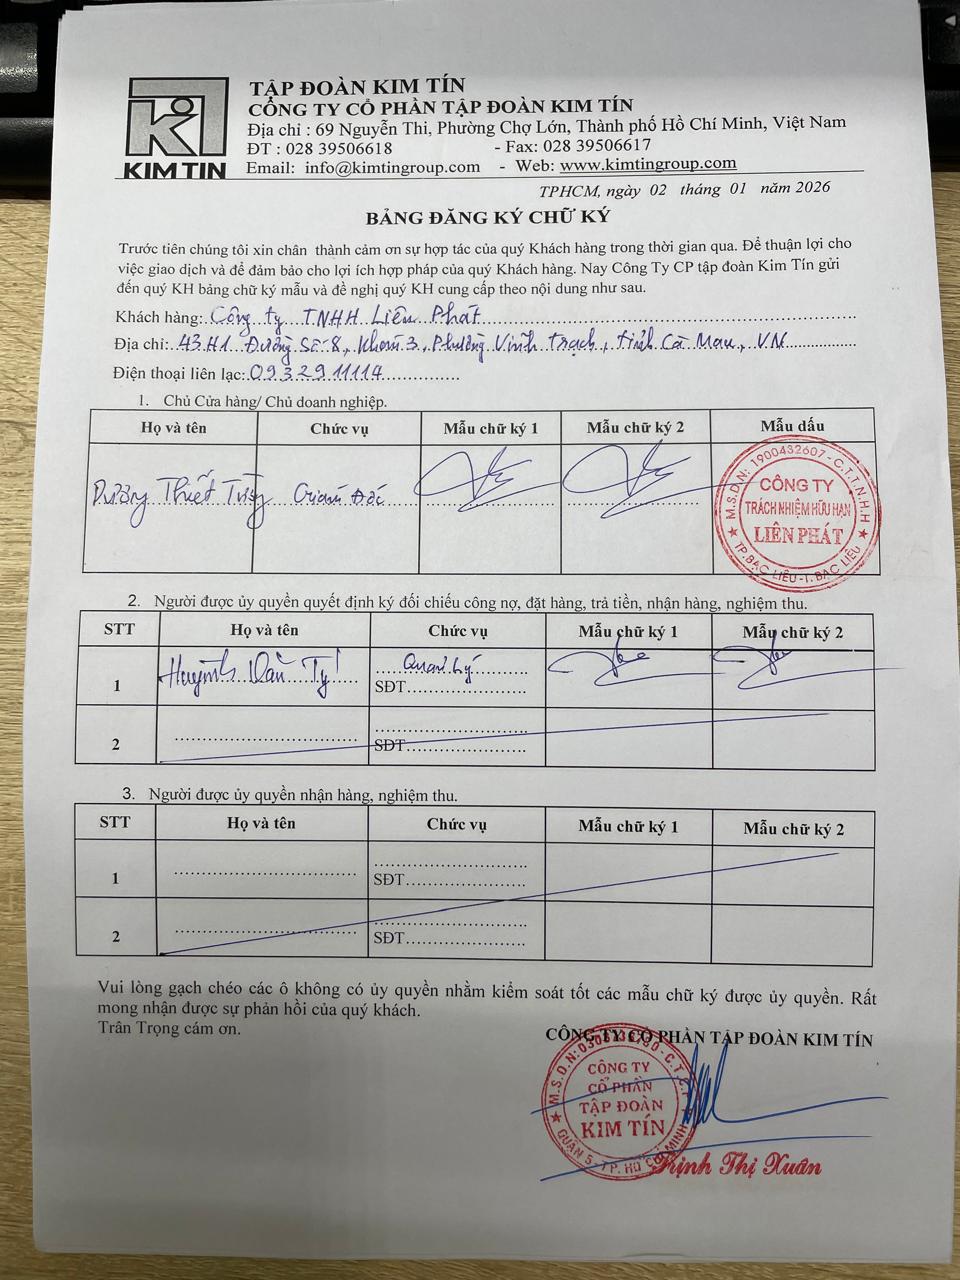 KIM TIN
TẬP ĐOÀN KIM TÍN
CÔNG TY CỔ PHẦN TẬP ĐOÀN KIM TÍN
Địa chỉ : 69 Nguyễn Thi, Phường Chợ Lớn, Thành phố Hồ Chí Minh, Việt Nam
ĐT : 028 39506618 - Fax: 028 39506617
Email: info@kimtingroup.com - Web: www.kimtingroup.com
TPHCM, ngày 02 tháng 01 năm 2026
BẢNG ĐĂNG KÝ CHỮ KÝ
Trước tiên chúng tôi xin chân thành cảm ơn sự hợp tác của quý Khách hàng trong thời gian qua. Để thuận lợi cho
việc giao dịch và để đảm bảo cho lợi ích hợp pháp của quý Khách hàng. Nay Công Ty CP tập đoàn Kim Tín gửi
đến quý KH bảng chữ ký mẫu và đề nghị quý KH cung cấp theo nội dung như sau.
Khách hàng: Công ty TNHH Liên Phát
Địa chỉ: 43.H1 Đường Số 8, Khóm 3, Phường Vĩnh Trạch, tỉnh Cà Mau, VN
Điện thoại liên lạc: 0932911114
1. Chủ Cửa hàng/ Chủ doanh nghiệp.
Họ và tên Chức vụ Mẫu chữ ký 1 Mẫu chữ ký 2 Mẫu dấu
Dương Thiết Tùng Giám Đốc
M.S.D.N: 1900432607-C.T.T.N.H.H
CÔNG TY
TRÁCH NHIỆM HỮU HẠN
LIÊN PHÁT
TP.BẠC LIÊU-T.BẠC LIÊU
2. Người được ủy quyền quyết định ký đối chiếu công nợ, đặt hàng, trả tiền, nhận hàng, nghiệm thu.
STT Họ và tên Chức vụ Mẫu chữ ký 1 Mẫu chữ ký 2
1 Huỳnh Văn Tý Quản Lý
SĐT
2 SĐT
3. Người được ủy quyền nhận hàng, nghiệm thu.
STT Họ và tên Chức vụ Mẫu chữ ký 1 Mẫu chữ ký 2
1 SĐT
2 SĐT
Vui lòng gạch chéo các ô không có ủy quyền nhằm kiểm soát tốt các mẫu chữ ký được ủy quyền. Rất
mong nhận được sự phản hồi của quý khách.
Trân Trọng cám ơn.
CÔNG TY CỔ PHẦN TẬP ĐOÀN KIM TÍN
CÔNG TY
CỔ PHẦN
TẬP ĐOÀN
KIM TÍN
QUẬN 5 - TP. HỒ CHÍ MINH
Trịnh Thị Xuân